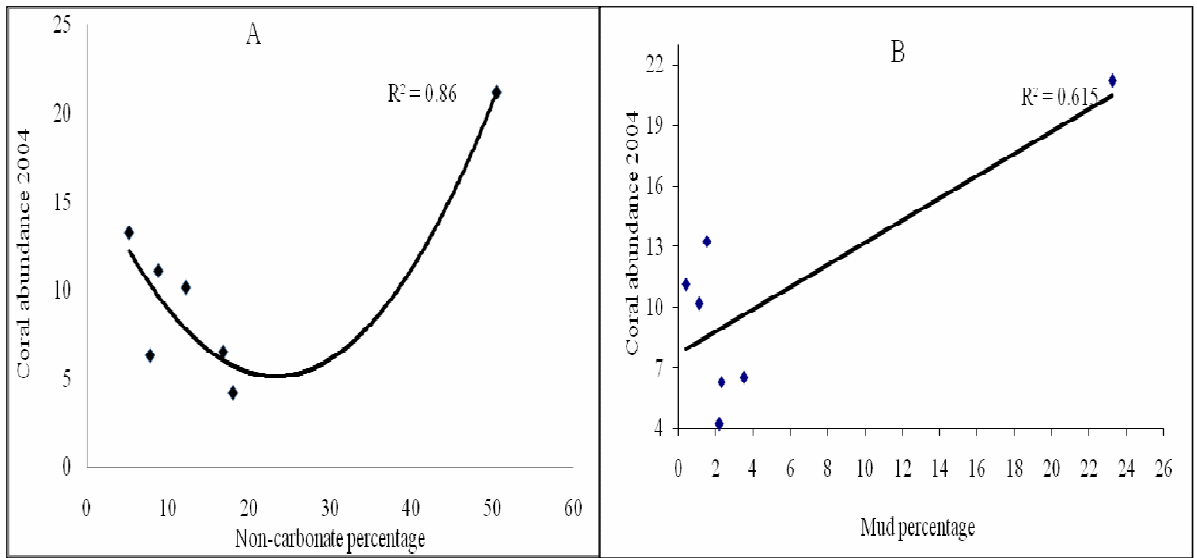 A
R² = 0.86
Coral abundance 2004
25
20
15
10
5
0
0 10 20 30 40 50 60
Non-carbonate percentage
B
R² = 0.615
Coral abundance 2004
22
19
16
13
10
7
4
0 2 4 6 8 10 12 14 16 18 20 22 24 26
Mud percentage